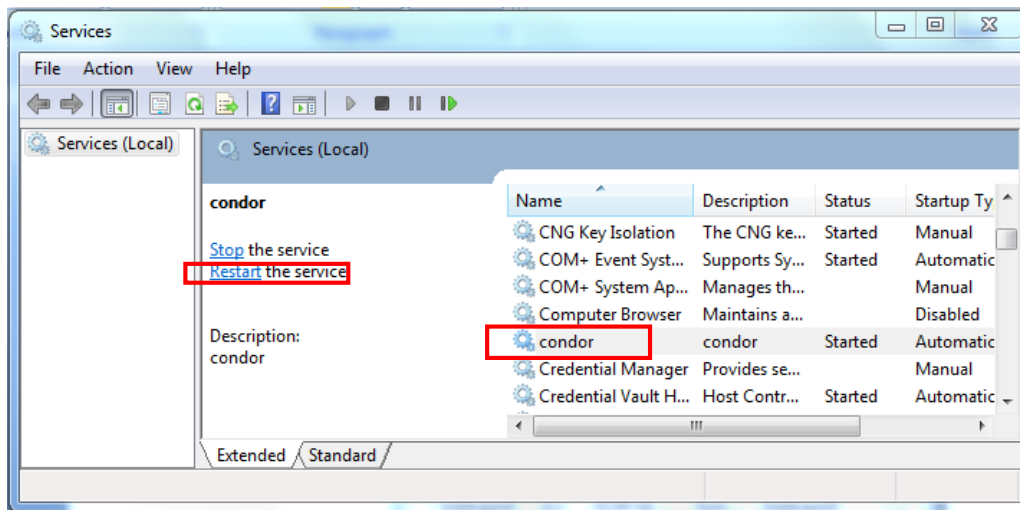 Services
File Action View Help
Services (Local)
Services (Local)
condor
Stop the service
Restart the service
Description:
condor
Name Description Status Startup Ty
CNG Key Isolation The CNG ke... Started Manual
COM+ Event Syst... Supports Sy... Started Automatic
COM+ System Ap... Manages th... Manual
Computer Browser Maintains a... Disabled
condor condor Started Automatic
Credential Manager Provides se... Manual
Credential Vault H... Host Contr... Started Automatic
Extended Standard